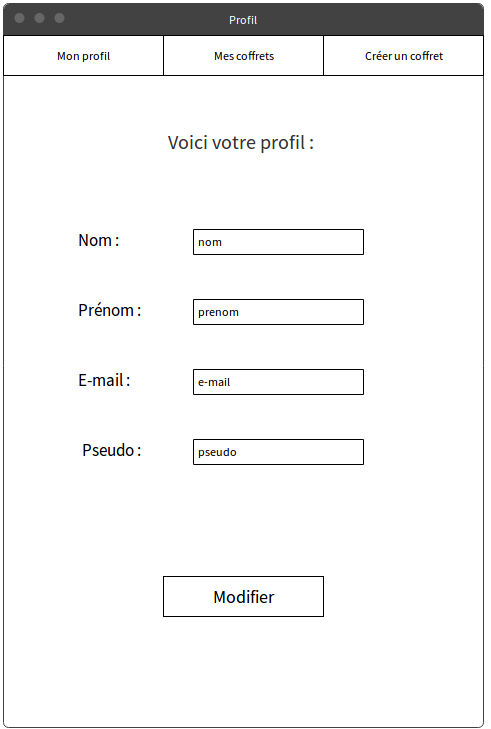 Profil
Mon profil
Mes coffrets
Créer un coffret
Voici votre profil :
Nom : nom
Prénom : prenom
E-mail : e-mail
Pseudo : pseudo
Modifier